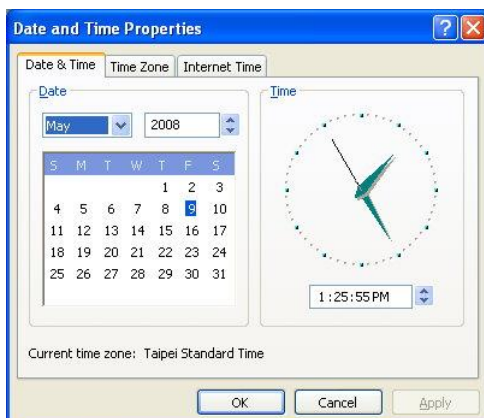 Date and Time Properties
Date & Time Time Zone Internet Time
Date
May 2008
S M T W T F S
1 2 3
4 5 6 7 8 9 10
11 12 13 14 15 16 17
18 19 20 21 22 23 24
25 26 27 28 29 30 31
Time
1:25:55 PM
Current time zone: Taipei Standard Time
OK Cancel Apply